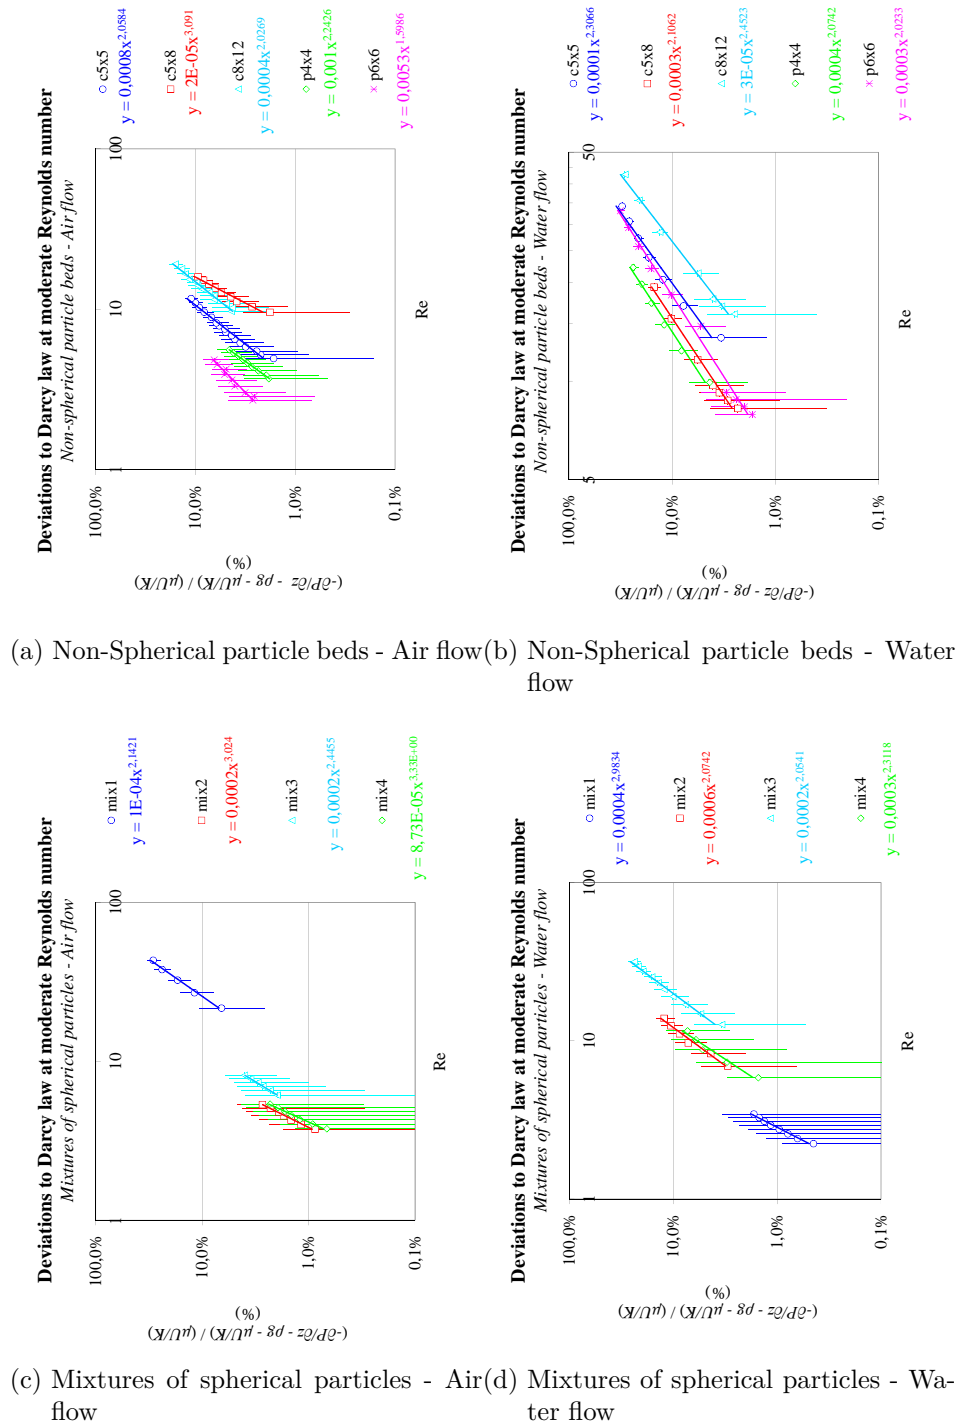 Deviations to Darcy law at moderate Reynolds number
Non-spherical particle beds - Air flow
100,0%
10,0%
1,0%
0,1%
1
10
100
Re
(-∂P/∂z - ρg - μU/K) / (μU/K)
(%)
c5x5
y = 0,0008x^2,0584
c5x8
y = 2E-05x^3,091
c8x12
y = 0,0004x^2,0269
p4x4
y = 0,001x^2,2426
p6x6
y = 0,0053x^1,5986
Deviations to Darcy law at moderate Reynolds number
Non-spherical particle beds - Water flow
100,0%
10,0%
1,0%
0,1%
5
50
Re
(-∂P/∂z - ρg - μU/K) / (μU/K)
(%)
c5x5
y = 0,0001x^2,3066
c5x8
y = 0,0003x^2,1062
c8x12
y = 3E-05x^2,4523
p4x4
y = 0,0004x^2,0742
p6x6
y = 0,0003x^2,0233
(a) Non-Spherical particle beds - Air flow
(b) Non-Spherical particle beds - Water
flow
Deviations to Darcy law at moderate Reynolds number
Mixtures of spherical particles - Air flow
100,0%
10,0%
1,0%
0,1%
1
10
100
Re
(-∂P/∂z - ρg - μU/K) / (μU/K)
(%)
mix1
y = 1E-04x^2,1421
mix2
y = 0,0002x^3,024
mix3
y = 0,0002x^2,4455
mix4
y = 8,73E-05x^3,33E+00
Deviations to Darcy law at moderate Reynolds number
Mixtures of spherical particles - Water flow
100,0%
10,0%
1,0%
0,1%
1
10
100
Re
(-∂P/∂z - ρg - μU/K) / (μU/K)
(%)
mix1
y = 0,0004x^2,9834
mix2
y = 0,0006x^2,0742
mix3
y = 0,0002x^2,0541
mix4
y = 0,0003x^2,3118
(c) Mixtures of spherical particles - Air
flow
(d) Mixtures of spherical particles - Wa-
ter flow